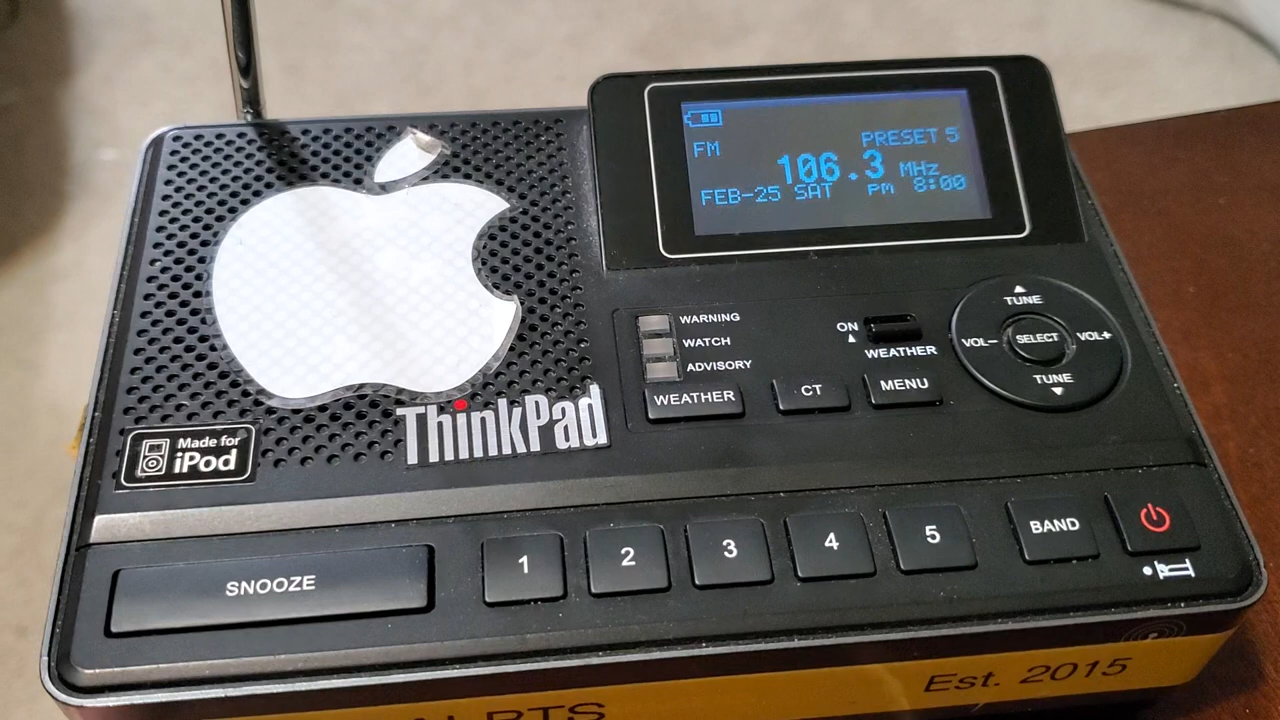 FM
PRESET 5
106.3 MHz
FEB-25 SAT PM 8:00
WARNING
WATCH
ADVISORY
WEATHER
CT
MENU
ON
WEATHER
TUNE
VOL-
SELECT
VOL+
TUNE
ThinkPad
Made for
iPod
SNOOZE
1
2
3
4
5
BAND
Est. 2015